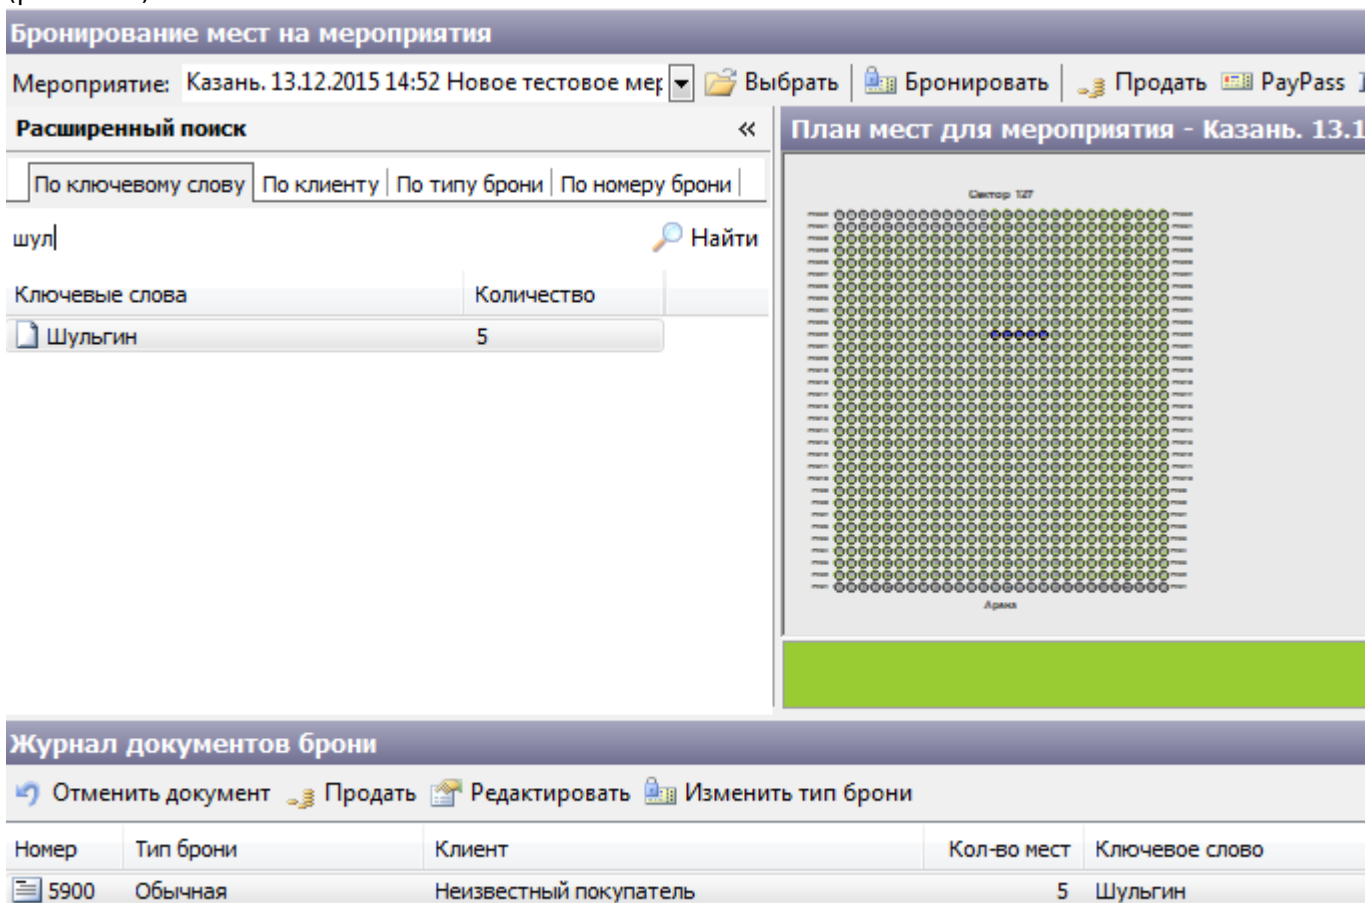 Бронирование мест на мероприятия
Мероприятие: Казань. 13.12.2015 14:52 Новое тестовое мер Выбрать Бронировать Продать PayPass
Расширенный поиск «
План мест для мероприятия - Казань. 13.1
По ключевому слову По клиенту По типу брони По номеру брони
шул Найти
Ключевые слова Количество
Шульгин 5
Сектор 127
Арена
Журнал документов брони
Отменить документ Продать Редактировать Изменить тип брони
Номер Тип брони Клиент Кол-во мест Ключевое слово
5900 Обычная Неизвестный покупатель 5 Шульгин